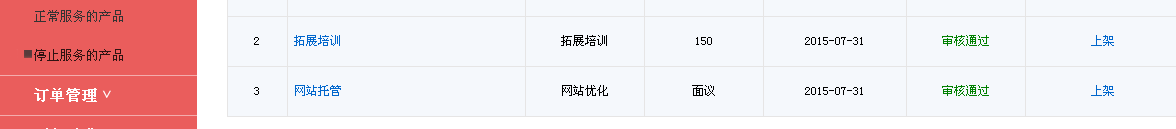 正常服务的产品
停止服务的产品
订单管理
2 拓展培训 拓展培训 150 2015-07-31 审核通过 上架
3 网站托管 网站优化 面议 2015-07-31 审核通过 上架